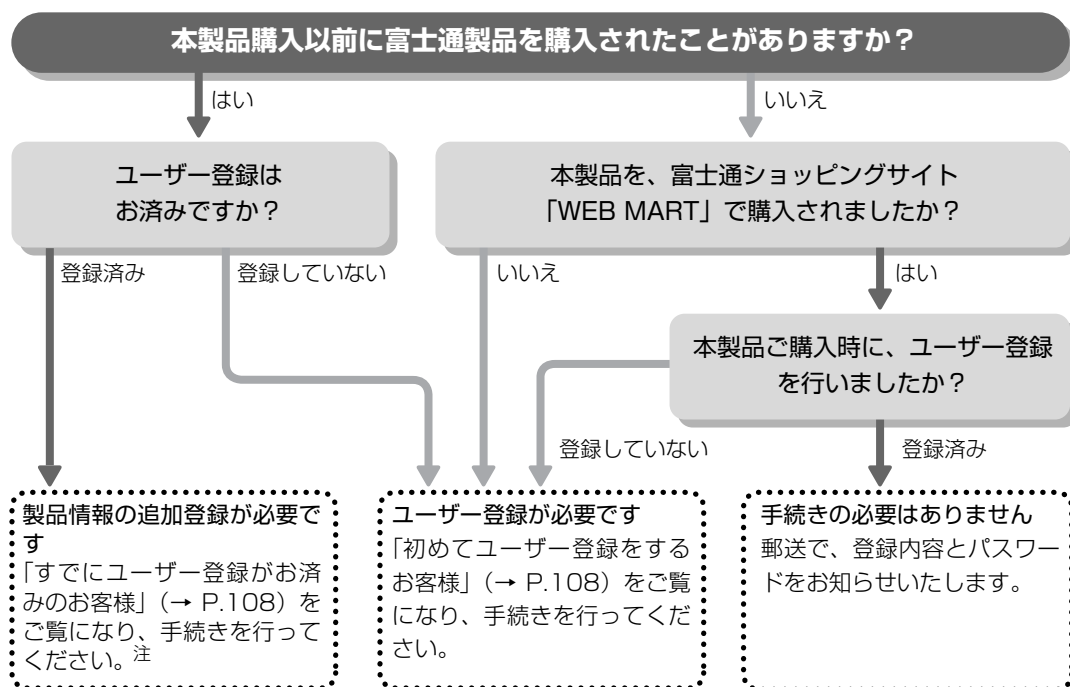 本製品購入以前に富士通製品を購入されたことがありますか？
はい
いいえ
ユーザー登録は
お済みですか？
本製品を、富士通ショッピングサイト
「WEB MART」で購入されましたか？
登録済み
登録していない
いいえ
はい
本製品ご購入時に、ユーザー登録
を行いましたか？
登録していない
登録済み
製品情報の追加登録が必要で
す
「すでにユーザー登録がお済
みのお客様」（→ P.108）を
ご覧になり、手続きを行って
ください。注
ユーザー登録が必要です
「初めてユーザー登録をする
お客様」（→ P.108）をご覧
になり、手続きを行ってくだ
さい。
手続きの必要はありません
郵送で、登録内容とパスワー
ドをお知らせいたします。